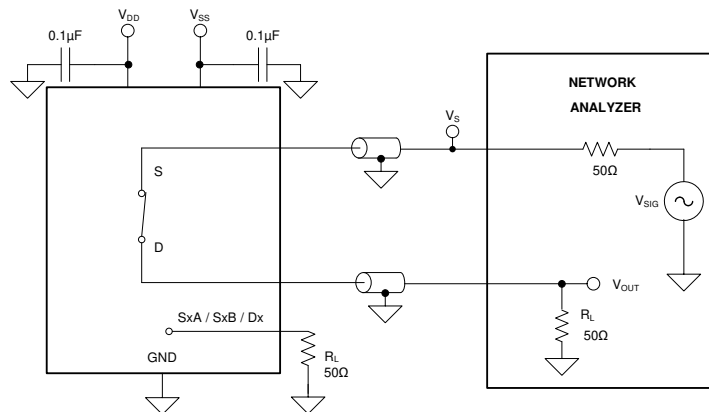 V_DD
V_SS
0.1µF
0.1µF
NETWORK
ANALYZER
V_S
S
50Ω
V_SIG
D
V_OUT
SxA / SxB / Dx
R_L
50Ω
GND
R_L
50Ω